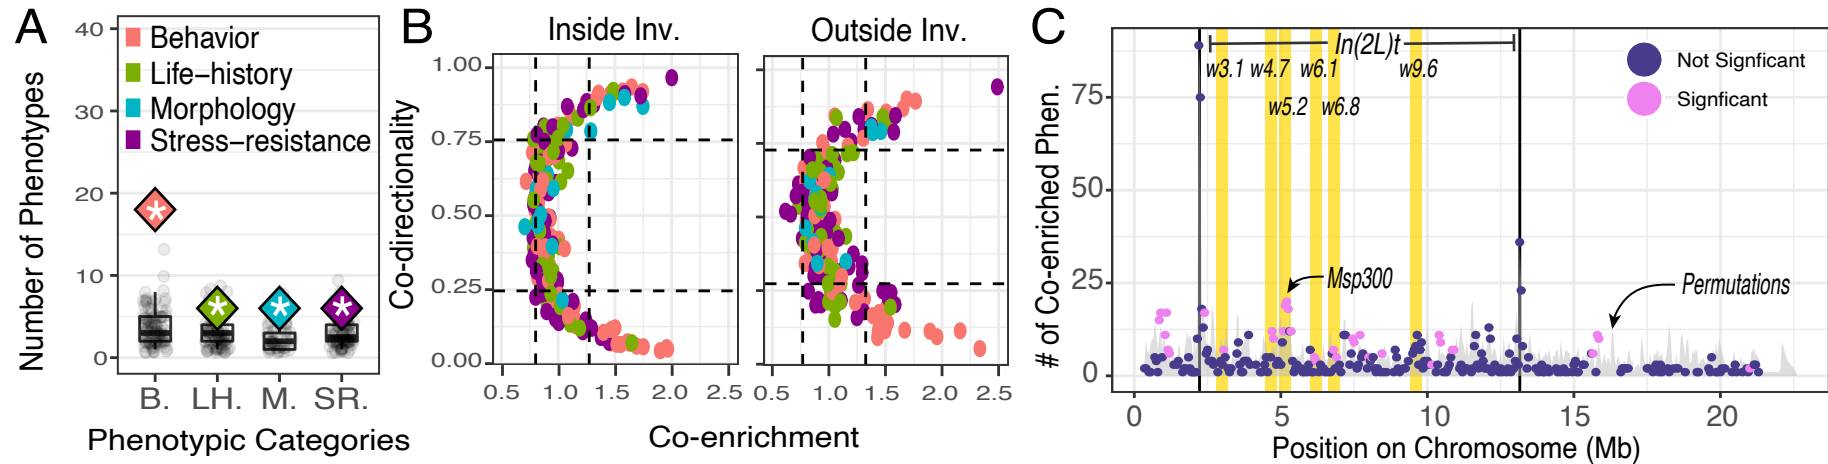 A
Number of Phenotypes
40
30
20
10
0
Behavior
Life-history
Morphology
Stress-resistance
*
*
*
*
B. LH. M. SR.
Phenotypic Categories
B
Inside Inv.
Outside Inv.
Co-directionality
1.00
0.75
0.50
0.25
0.00
0.5 1.0 1.5 2.0 2.5
0.5 1.0 1.5 2.0 2.5
Co-enrichment
C
# of Co-enriched Phen.
75
50
25
0
In(2L)t
w3.1 w4.7 w6.1 w9.6
w5.2 w6.8
Not Signficant
Signficant
Msp300
Permutations
0 5 10 15 20
Position on Chromosome (Mb)